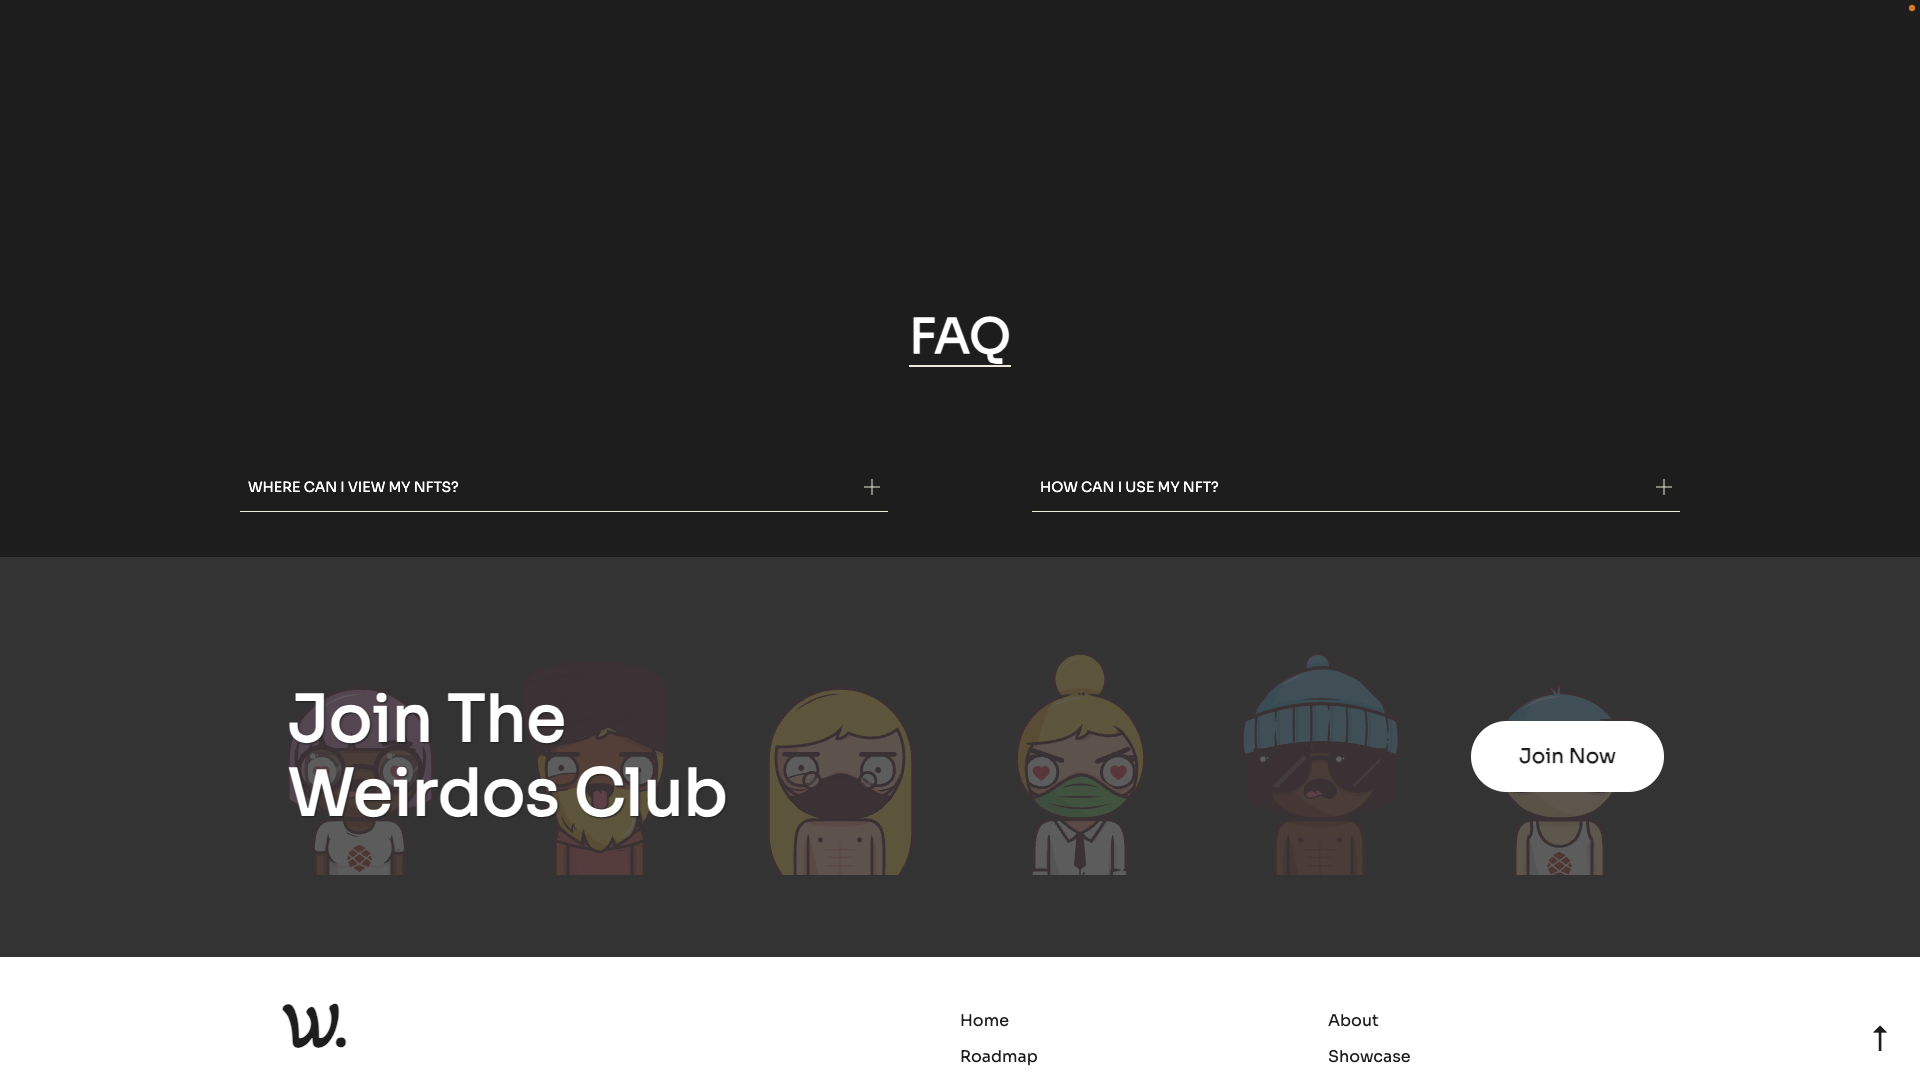 FAQ
WHERE CAN I VIEW MY NFTS?
HOW CAN I USE MY NFT?
Join The
Weirdos Club
Join Now
W.
Home
About
Roadmap
Showcase